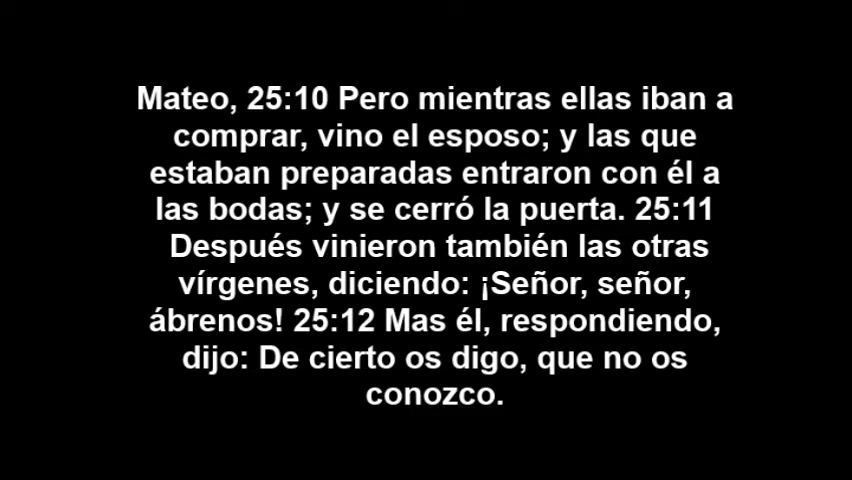 Mateo, 25:10 Pero mientras ellas iban a
comprar, vino el esposo; y las que
estaban preparadas entraron con él a
las bodas; y se cerró la puerta. 25:11
Después vinieron también las otras
vírgenes, diciendo: ¡Señor, señor,
ábrenos! 25:12 Mas él, respondiendo,
dijo: De cierto os digo, que no os
conozco.